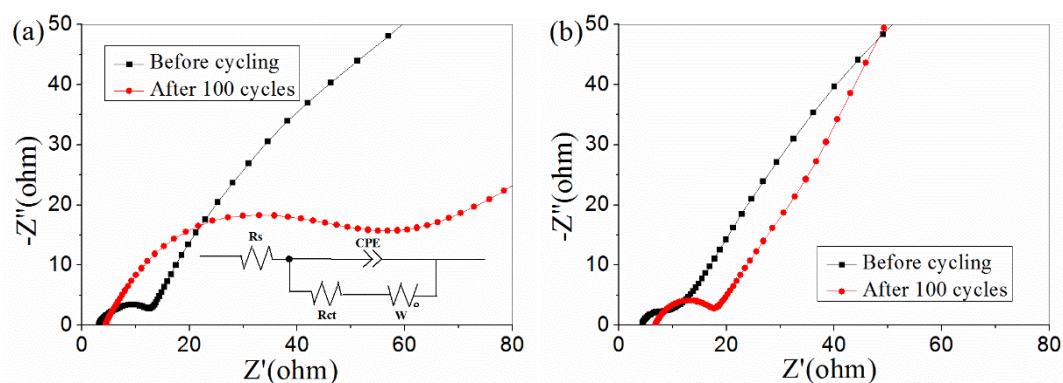 (a)
Before cycling
After 100 cycles
50
40
30
20
10
0
-Z''(ohm)
Rs
CPE
Rct
W
o
0 20 40 60 80
Z'(ohm)
(b)
50
40
30
20
10
0
-Z''(ohm)
Before cycling
After 100 cycles
0 20 40 60 80
Z'(ohm)